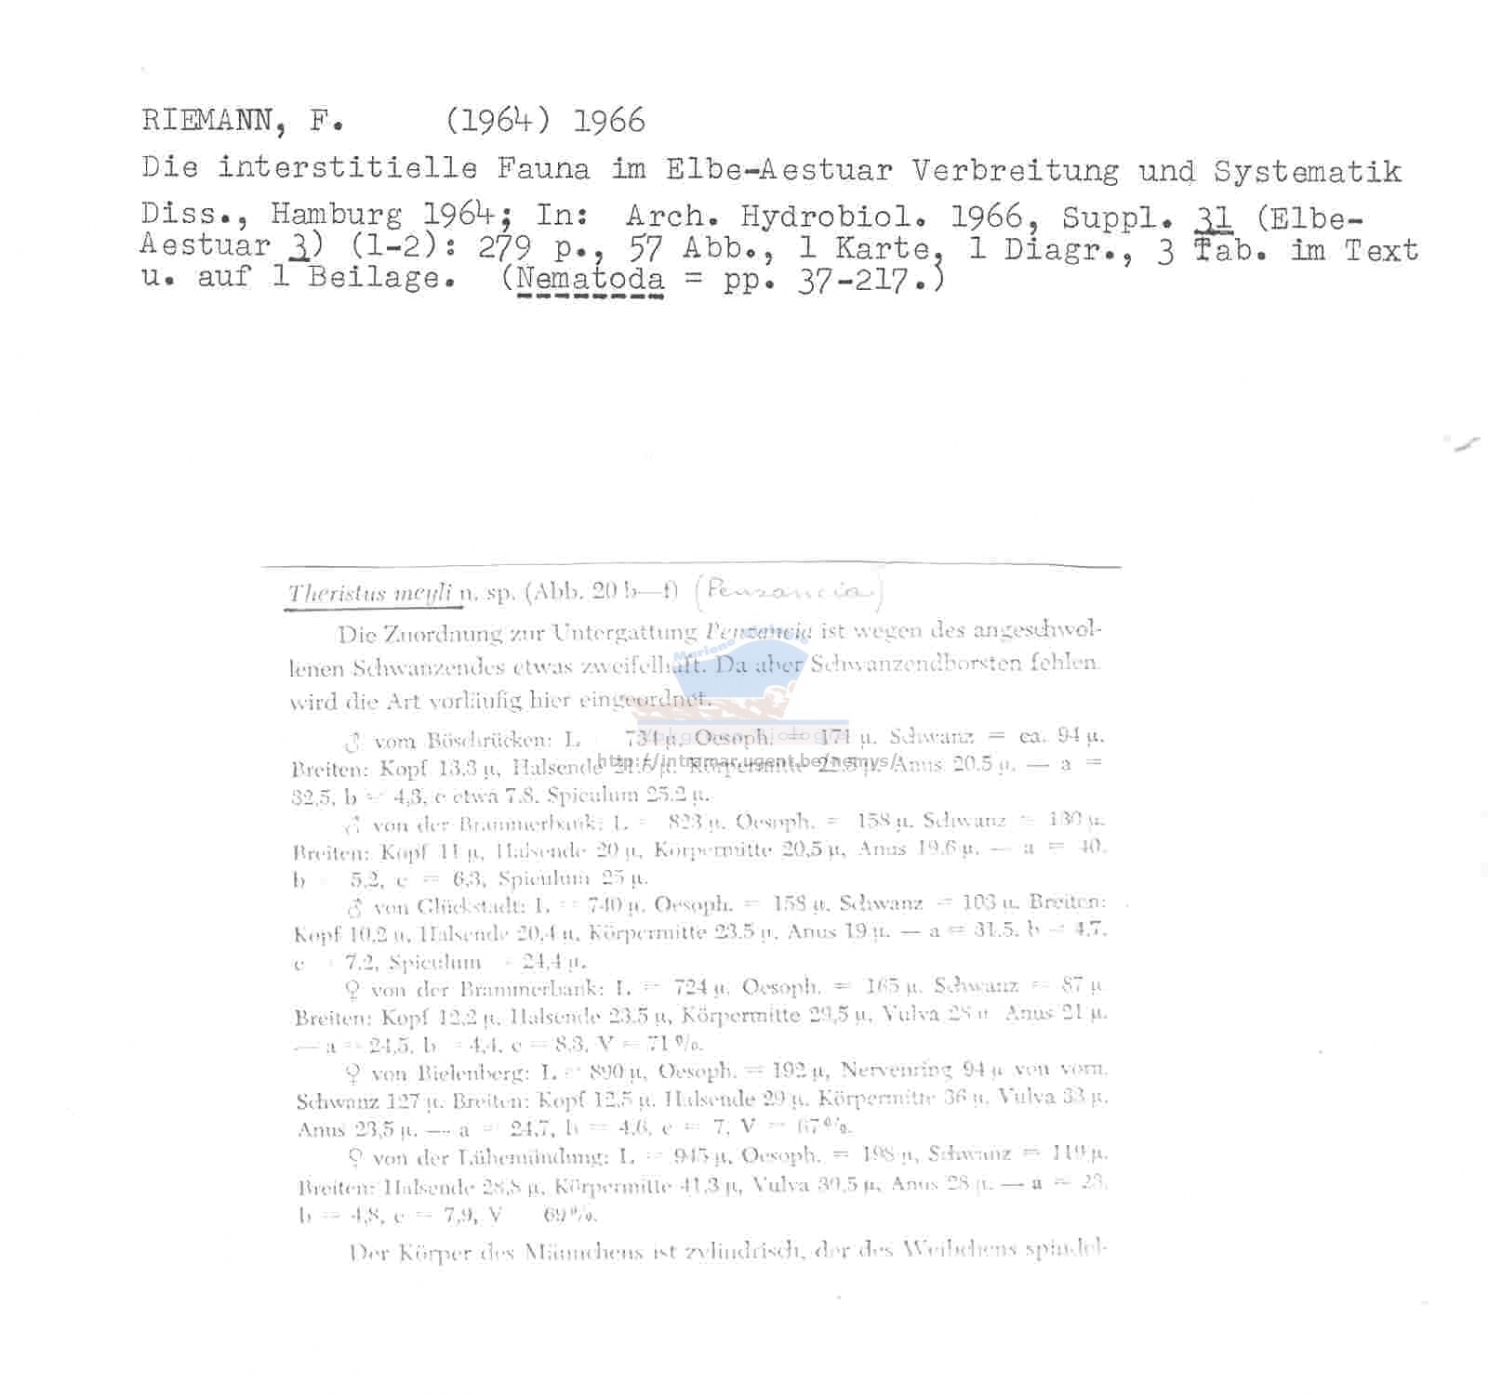 RIEMANN, F. (1964) 1966
Die interstitielle Fauna im Elbe-Aestuar Verbreitung und Systematik
Diss., Hamburg 1964; In: Arch. Hydrobiol. 1966, Suppl. 31 (Elbe-
Aestuar 3) (1-2): 279 p., 57 Abb., 1 Karte, 1 Diagr., 3 Tab. im Text
u. auf 1 Beilage. (Nematoda = pp. 37-217.)
Theristus meyli n. sp. (Abb. 20 b—f) (Penzancia)
Die Zuordnung zur Untergattung Penzancia ist wegen des angeschwol-
lenen Schwanzendes etwas zweifelhaft. Da aber Schwanzendborsten fehlen,
wird die Art vorläufig hier eingeordnet.
♂ vom Böschrücken: L 734 µ, Oesoph. = 171 µ. Schwanz = ca. 94 µ.
Breiten: Kopf 13,3 µ, Halsende µ. Körpermitte 22.5 µ. Anus 20.5 µ. — a =
http://intramar.ugent.be/nemys/
32,5, b = 4,3, c etwa 7.8. Spiculum 25.2 µ.
♂ von der Brammerbank: L = 823 µ. Oesoph. = 158 µ. Schwanz = 130 µ.
Breiten: Kopf 11 µ, Halsende 20 µ, Körpermitte 20,5 µ, Anus 19.6 µ. — a = 40.
b 5,2, c = 6,3, Spiculum 25 µ.
♂ von Glückstadt: L = 740 µ. Oesoph. = 158 µ. Schwanz = 103 µ. Breiten:
Kopf 10,2 µ, Halsende 20,4 µ, Körpermitte 23.5 µ, Anus 19 µ. — a = 31.5. b = 4,7.
c 7.2, Spiculum 24,4 µ.
♀ von der Brammerbank: L = 724 µ. Oesoph. = 165 µ. Schwanz = 87 µ
Breiten: Kopf 12,2 µ, Halsende 23.5 µ, Körpermitte 29,5 µ, Vulva 28 µ Anus 21 µ.
— a = 24,5, b = 4,4, c = 8,3, V = 71 %.
♀ von Bielenberg: L = 890 µ, Oesoph. = 192 µ, Nervenring 94 µ von vorn.
Schwanz 127 µ. Breiten: Kopf 12,5 µ. Halsende 29 µ. Körpermitte 36 µ. Vulva 33 µ.
Anus 23,5 µ. — a = 24,7, b = 4,6, c = 7, V = 67 %.
♀ von der Lühemündung: L = 945 µ, Oesoph. = 198 µ, Schwanz = 119 µ.
Breiten: Halsende 28,8 µ, Körpermitte 41,3 µ, Vulva 39,5 µ, Anus 28 µ. — a = 23,
b = 4,8, c = 7,9, V 69 %.
Der Körper des Männchens ist zylindrisch, der des Weibchens spindel-